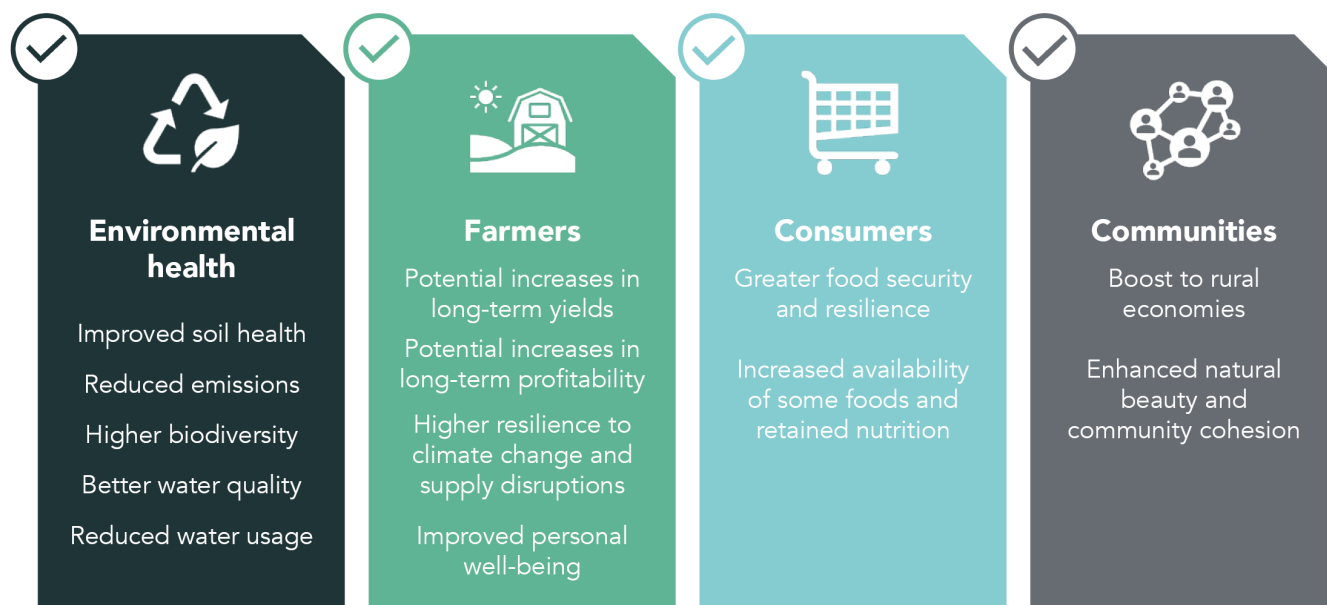 Environmental
health
Improved soil health
Reduced emissions
Higher biodiversity
Better water quality
Reduced water usage
Farmers
Potential increases in
long-term yields
Potential increases in
long-term profitability
Higher resilience to
climate change and
supply disruptions
Improved personal
well-being
Consumers
Greater food security
and resilience
Increased availability
of some foods and
retained nutrition
Communities
Boost to rural
economies
Enhanced natural
beauty and
community cohesion